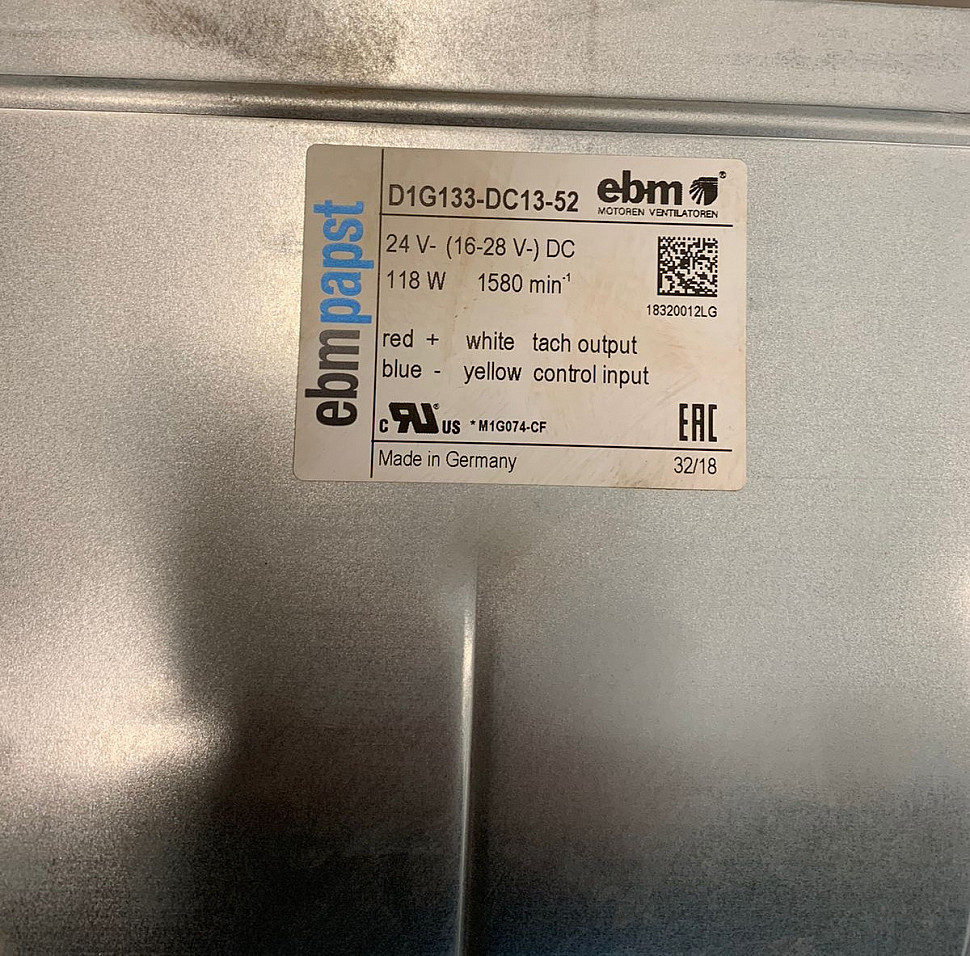 ebmpapst
D1G133-DC13-52
ebm®
MOTOREN VENTILATOREN
24 V- (16-28 V-) DC
118 W 1580 min⁻¹
18320012LG
red + white tach output
blue - yellow control input
c RU® US * M1G074-CF
EAC
Made in Germany 32/18